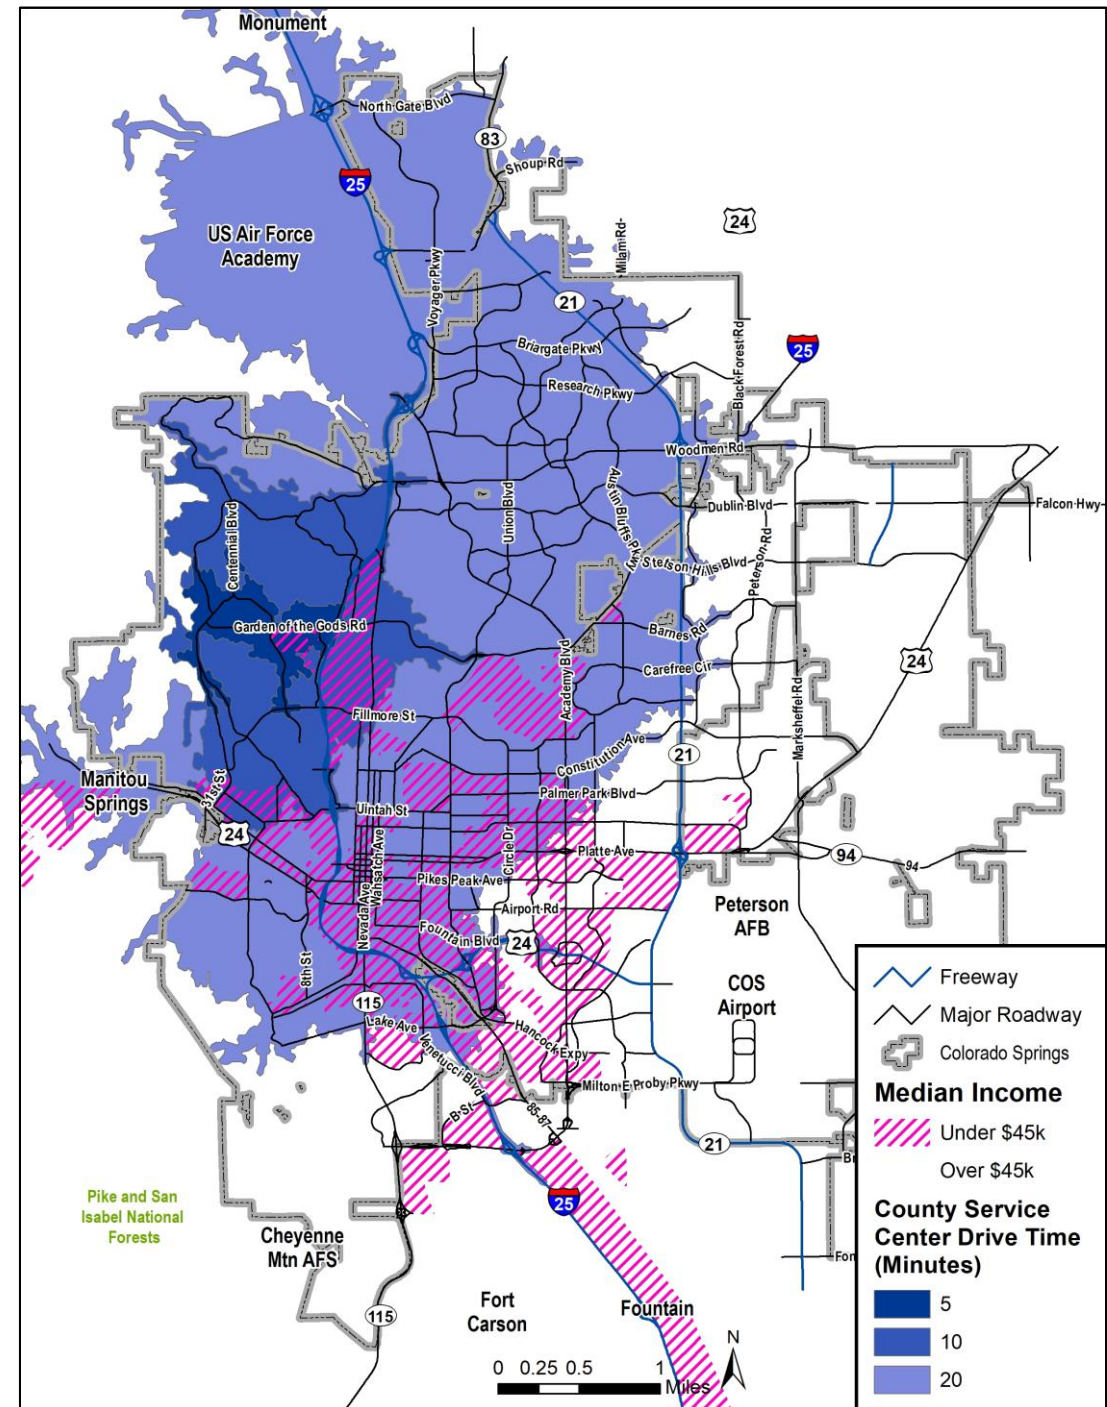 Monument
North Gate Blvd
83
Shoup Rd
25
24
US Air Force
Academy
Milam Rd
Voyager Pkwy
21
Briargate Pkwy
25
Black Forest Rd
Research Pkwy
Woodmen Rd
Union Blvd
Austin Bluffs Pkwy
Centennial Blvd
Dublin Blvd
Falcon Hwy
Peterson Rd
Stetson Hills Blvd
Garden of the Gods Rd
Barnes Rd
Academy Blvd
Carefree Cir
24
Marksheffel Rd
Fillmore St
Constitution Ave
21
Manitou
Springs
31st St
Palmer Park Blvd
Uintah St
24
Nevada Ave
Wahsatch Ave
Circle Dr
Platte Ave
94
94
Pikes Peak Ave
Airport Rd
Peterson
AFB
Fountain Blvd
24
8th St
COS
Airport
115
Lake Ave
Venetucci Blvd
Hancock Expy
Milton E Proby Pkwy
B St
85-87
21
Br
25
Pike and San
Isabel National
Forests
Cheyenne
Mtn AFS
Fon
115
Fort
Carson
Fountain
N
0 0.25 0.5 1
Miles
Freeway
Major Roadway
Colorado Springs
Median Income
Under $45k
Over $45k
County Service
Center Drive Time
(Minutes)
5
10
20